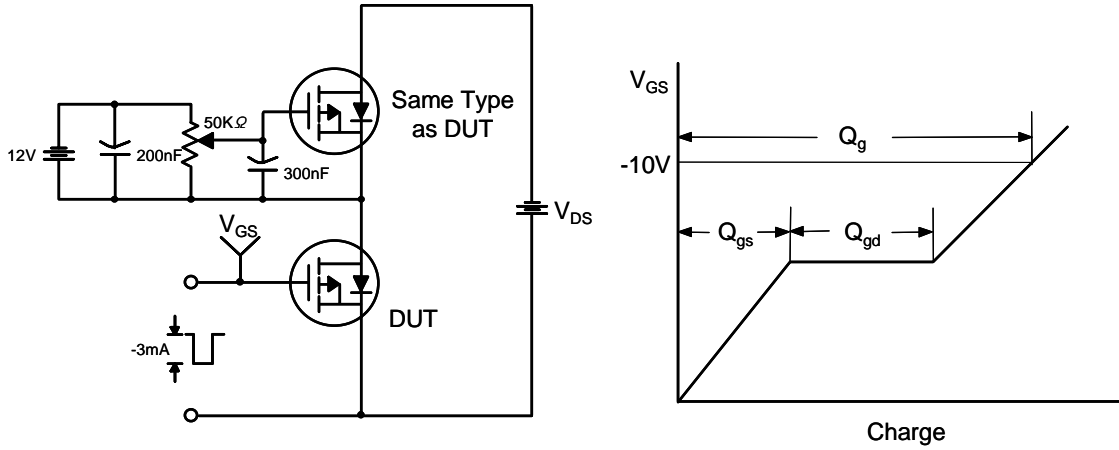 Same Type
as DUT
50KΩ
12V
200nF
300nF
V_GS
V_DS
DUT
-3mA
V_GS
Q_g
-10V
Q_gs
Q_gd
Charge